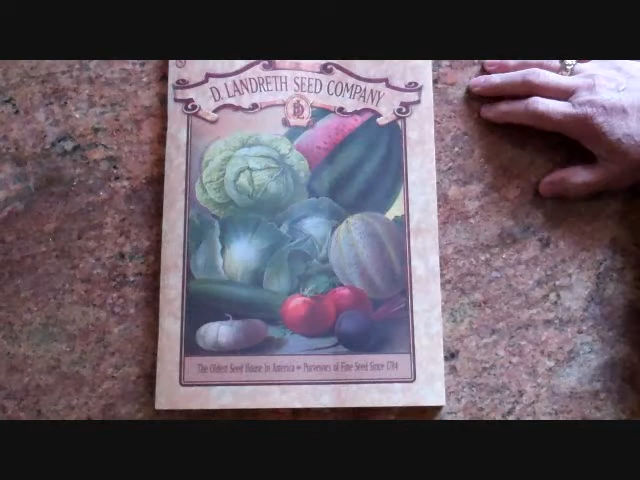 D. LANDRETH SEED COMPANY
The Oldest Seed House In America • Purveyors of Fine Seed Since 1784